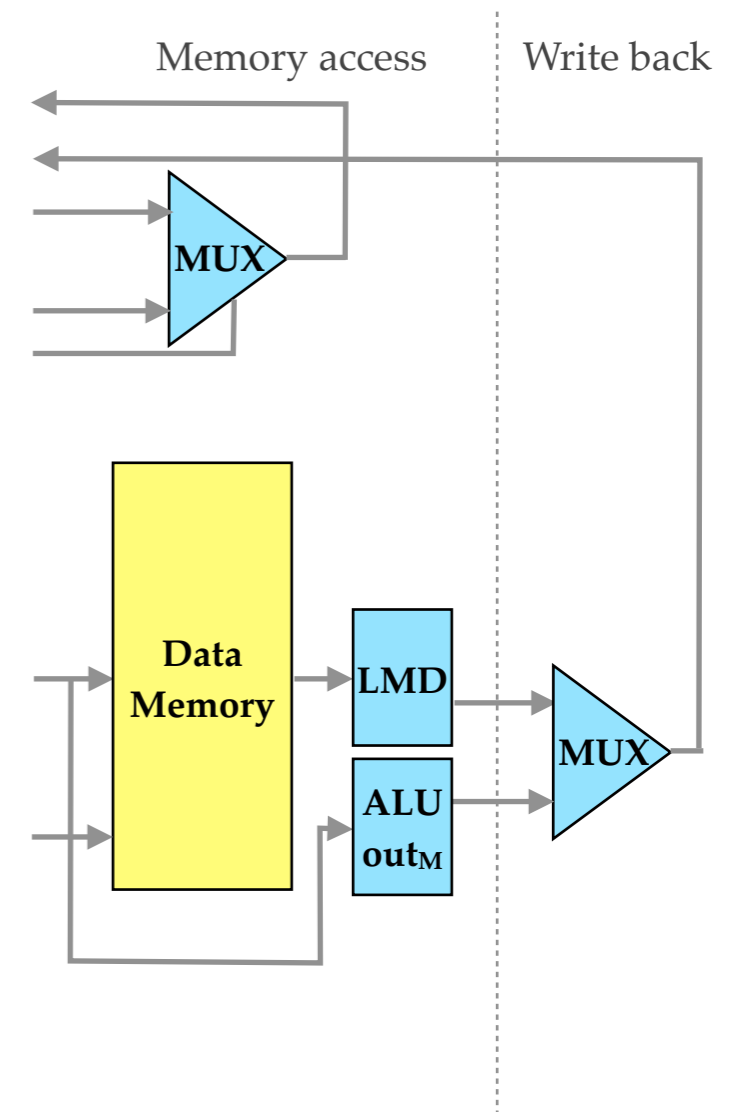 Memory access
Write back
MUX
Data
Memory
LMD
MUX
ALU
outM